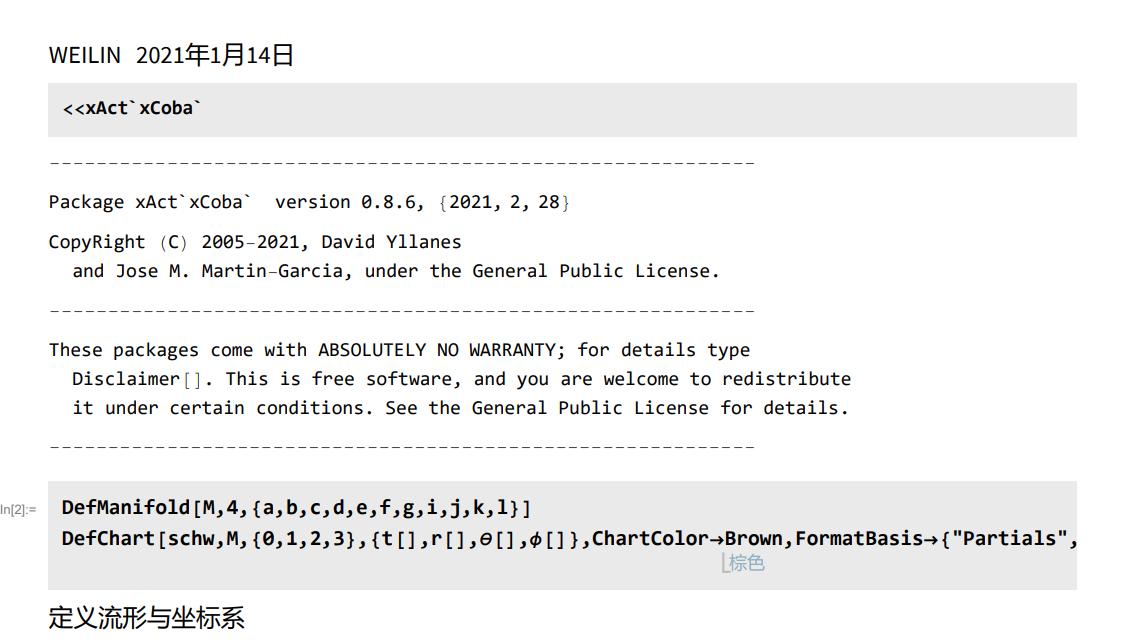 WEILIN 2021年1月14日
<<xAct`xCoba`
------------------------------------------------------------
Package xAct`xCoba`  version 0.8.6, {2021, 2, 28}
CopyRight (C) 2005-2021, David Yllanes
and Jose M. Martin-Garcia, under the General Public License.
------------------------------------------------------------
These packages come with ABSOLUTELY NO WARRANTY; for details type
Disclaimer[]. This is free software, and you are welcome to redistribute
it under certain conditions. See the General Public License for details.
------------------------------------------------------------
In[2]:= DefManifold[M,4,{a,b,c,d,e,f,g,i,j,k,l}]
DefChart[schw,M,{0,1,2,3},{t[],r[],θ[],ϕ[]},ChartColor→Brown,FormatBasis→{"Partials",
棕色
定义流形与坐标系